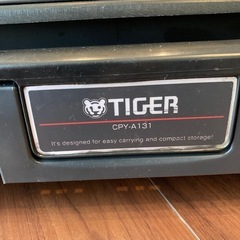 TIGER
CPY-A131
It's designed for easy carrying and compact storage!